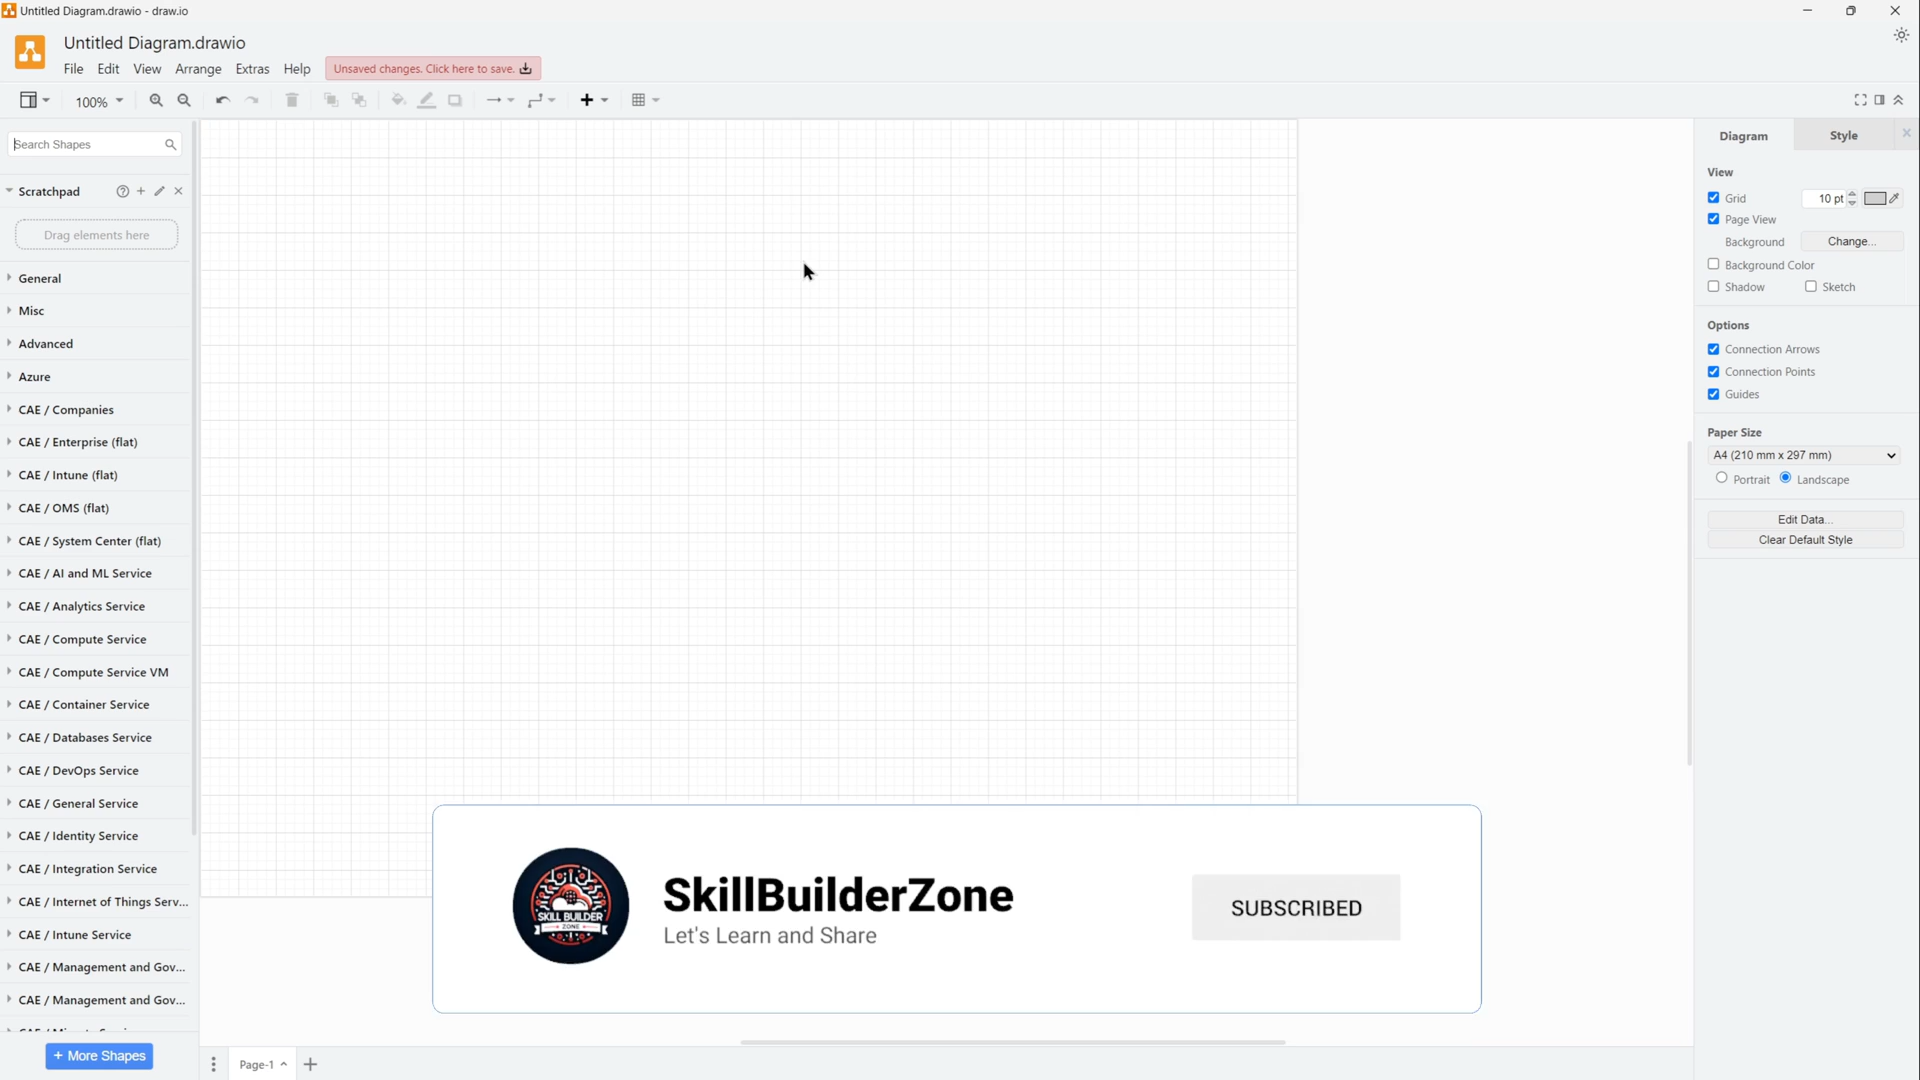 Untitled Diagram.drawio - draw.io
Untitled Diagram.drawio
File Edit View Arrange Extras Help Unsaved changes. Click here to save.
100%
Search Shapes
Scratchpad
Drag elements here
General
Misc
Advanced
Azure
CAE / Companies
CAE / Enterprise (flat)
CAE / Intune (flat)
CAE / OMS (flat)
CAE / System Center (flat)
CAE / AI and ML Service
CAE / Analytics Service
CAE / Compute Service
CAE / Compute Service VM
CAE / Container Service
CAE / Databases Service
CAE / DevOps Service
CAE / General Service
CAE / Identity Service
CAE / Integration Service
CAE / Internet of Things Serv...
CAE / Intune Service
CAE / Management and Gov...
CAE / Management and Gov...
+ More Shapes
Page-1
SKILL BUILDER
ZONE
SkillBuilderZone
Let's Learn and Share
SUBSCRIBED
Diagram Style
View
Grid 10 pt
Page View
Background Change...
Background Color
Shadow Sketch
Options
Connection Arrows
Connection Points
Guides
Paper Size
A4 (210 mm x 297 mm)
Portrait Landscape
Edit Data...
Clear Default Style